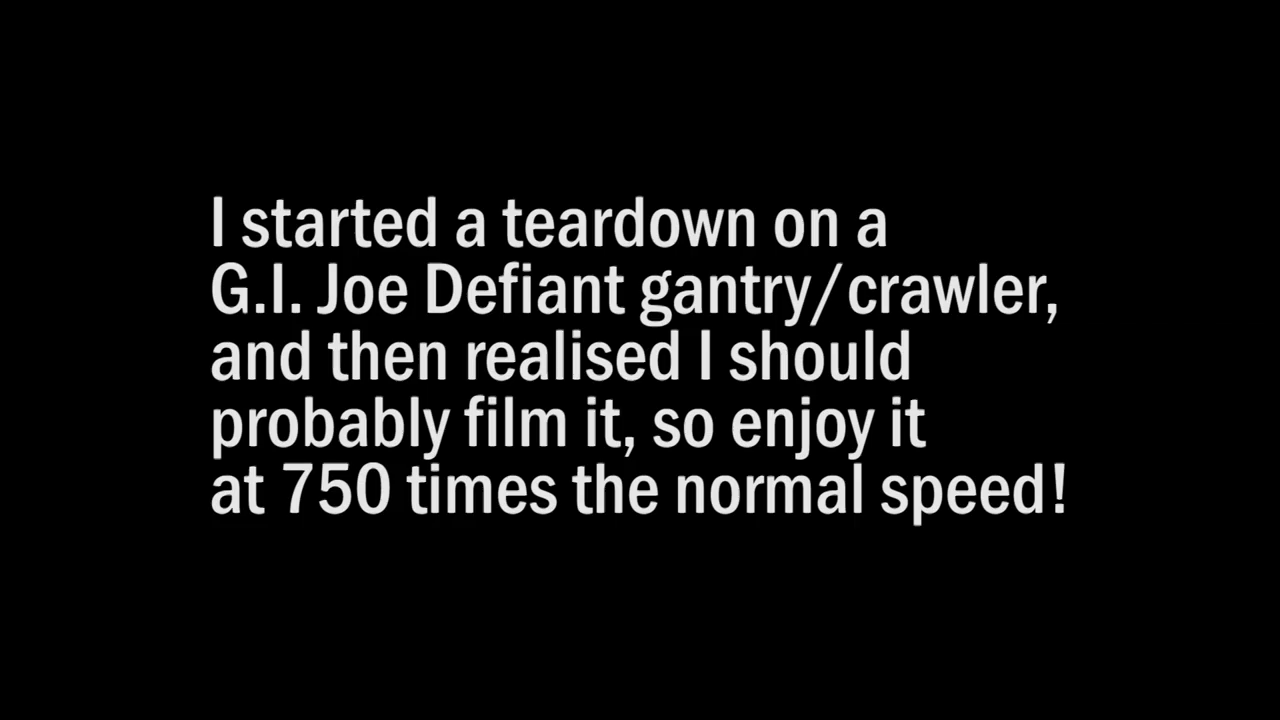 I started a teardown on a
G.I. Joe Defiant gantry/crawler,
and then realised I should
probably film it, so enjoy it
at 750 times the normal speed!